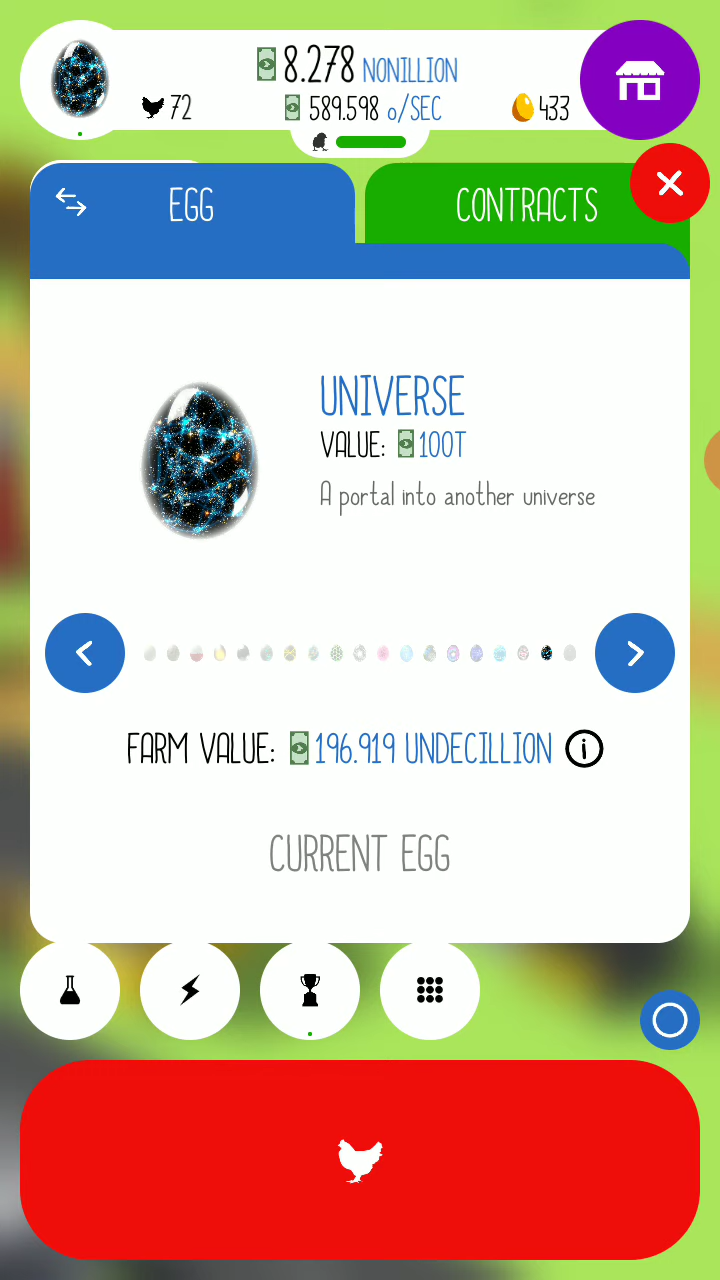 8.278 NONILLION
72
589.598 o/SEC
433
EGG
CONTRACTS
UNIVERSE
VALUE: 100T
A portal into another universe
FARM VALUE: 196.919 UNDECILLION
CURRENT EGG